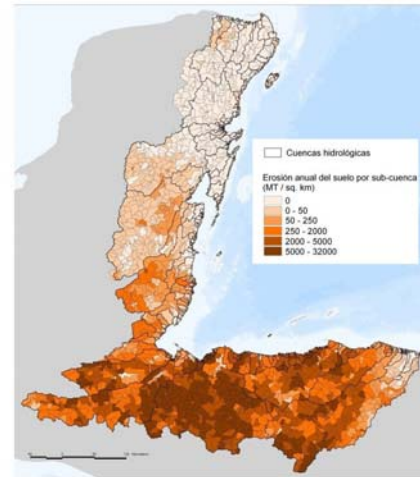 Cuencas hidrológicas
Erosión anual del suelo por sub-cuenca
(MT / sq. km)
0
0 - 50
50 - 250
250 - 2000
2000 - 5000
5000 - 32000